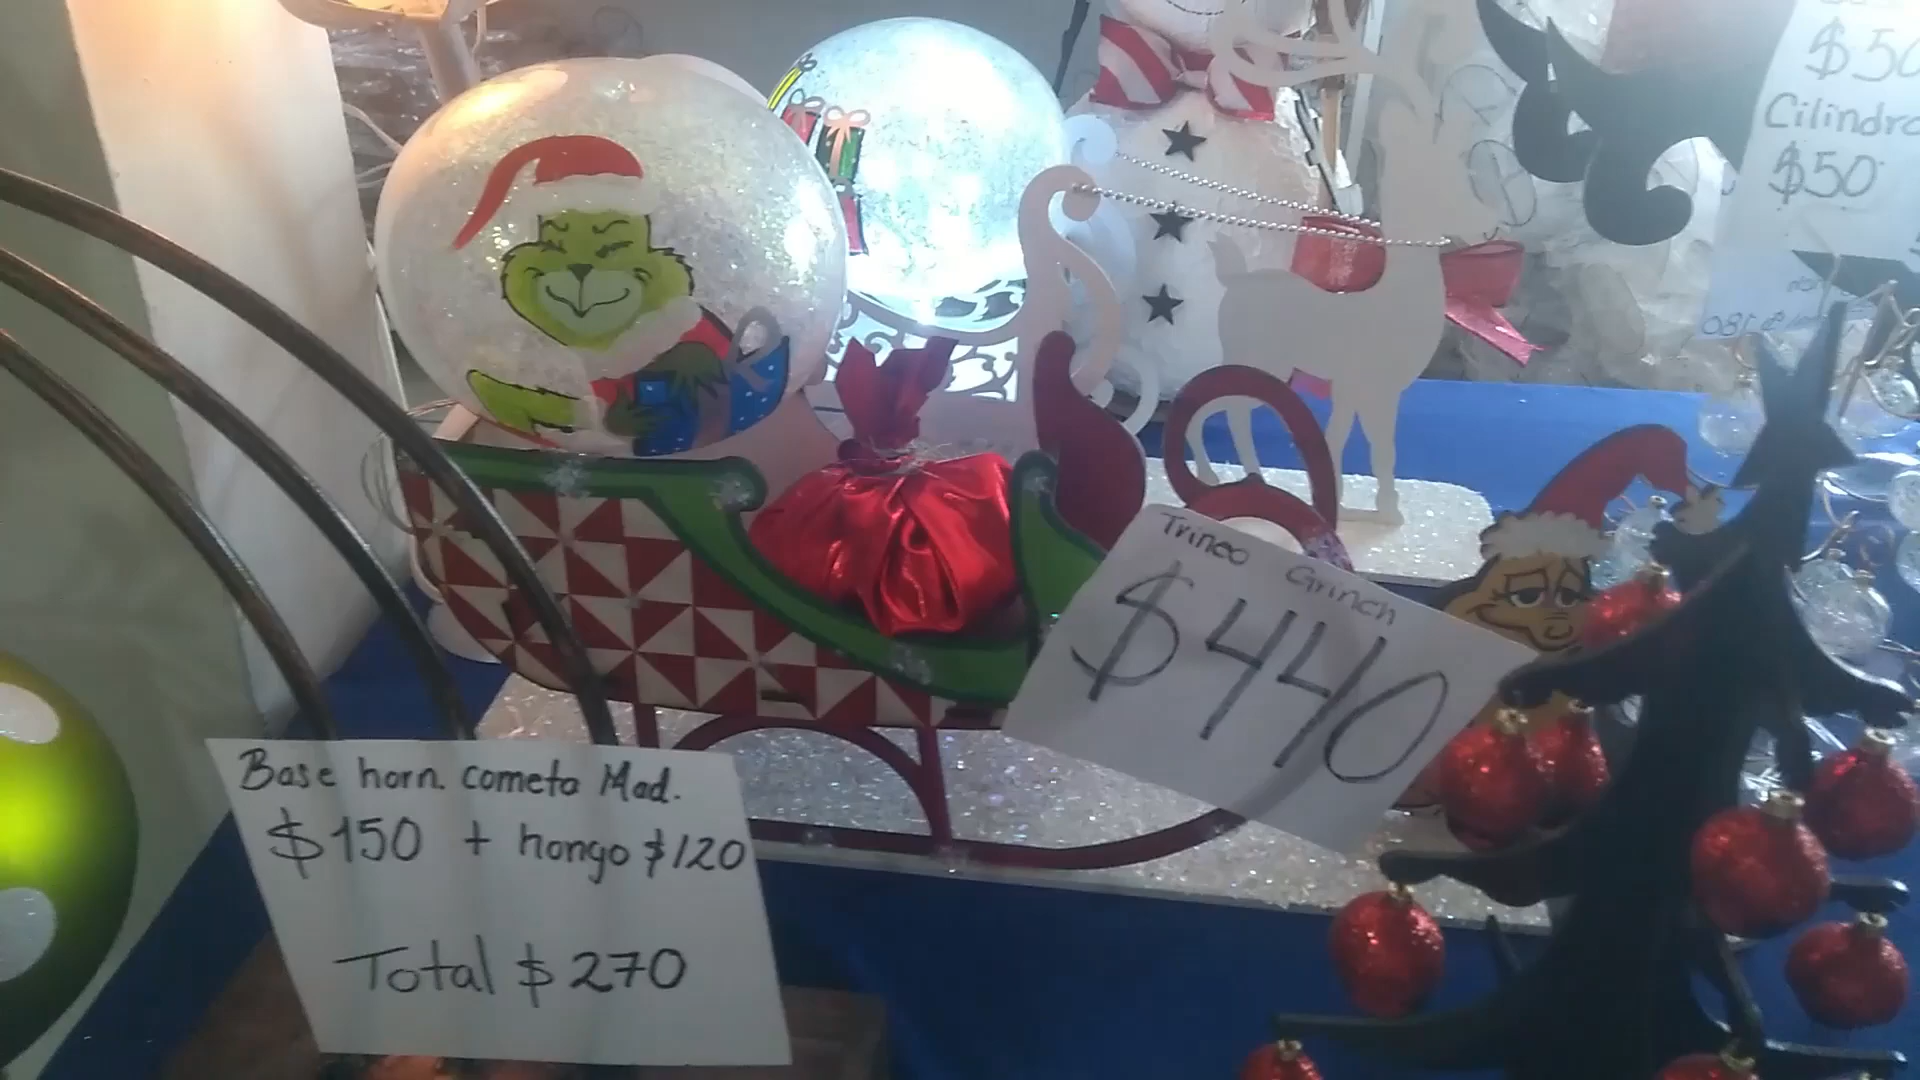 $50
Cilindro
$50
Trineo Grinch
$440
Base horn. cometa Mad.
$150 + hongo $120
Total $270